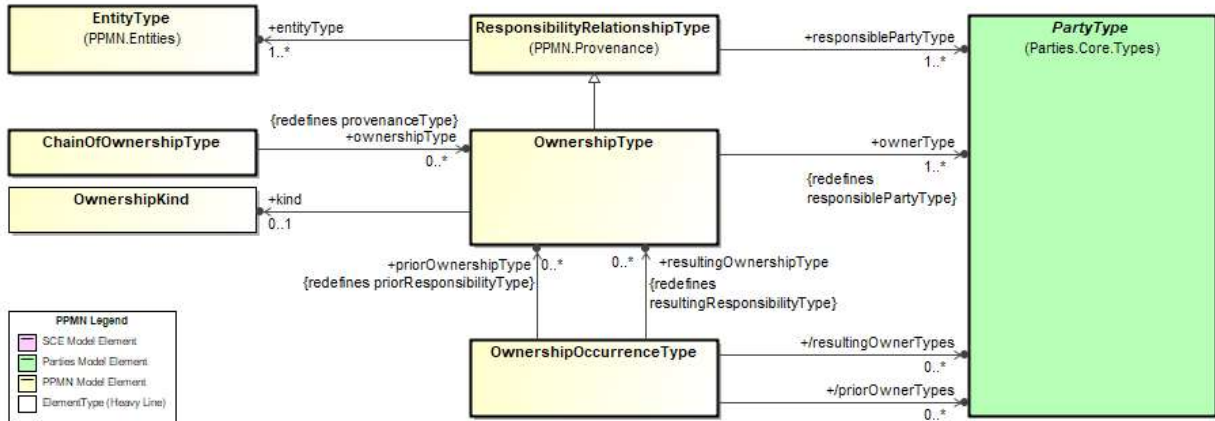 EntityType
(PPMN.Entities)
+entityType
1..*
ResponsibilityRelationshipType
(PPMN.Provenance)
+responsiblePartyType
1..*
PartyType
(Parties.Core.Types)
ChainOfOwnershipType
{redefines provenanceType}
+ownershipType
0..*
OwnershipType
+ownerType
1..*
{redefines
responsiblePartyType}
OwnershipKind
+kind
0..1
+priorOwnershipType
0..*
{redefines priorResponsibilityType}
0..*
+resultingOwnershipType
{redefines
resultingResponsibilityType}
OwnershipOccurrenceType
+/resultingOwnerTypes
0..*
+/priorOwnerTypes
0..*
PPMN Legend
SCE Model Element
Parties Model Element
PPMN Model Element
ElementType (Heavy Line)